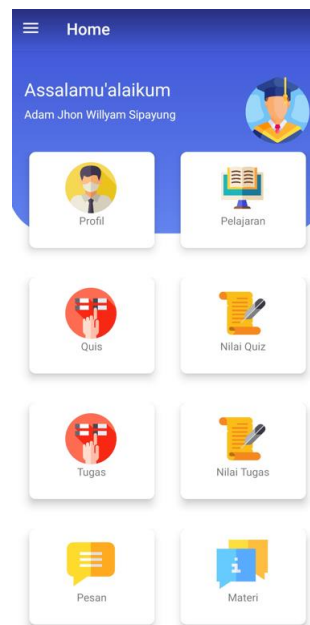 Home
Assalamu'alaikum
Adam Jhon Willyam Sipayung
Profil
Pelajaran
Quis
Nilai Quiz
Tugas
Nilai Tugas
Pesan
Materi